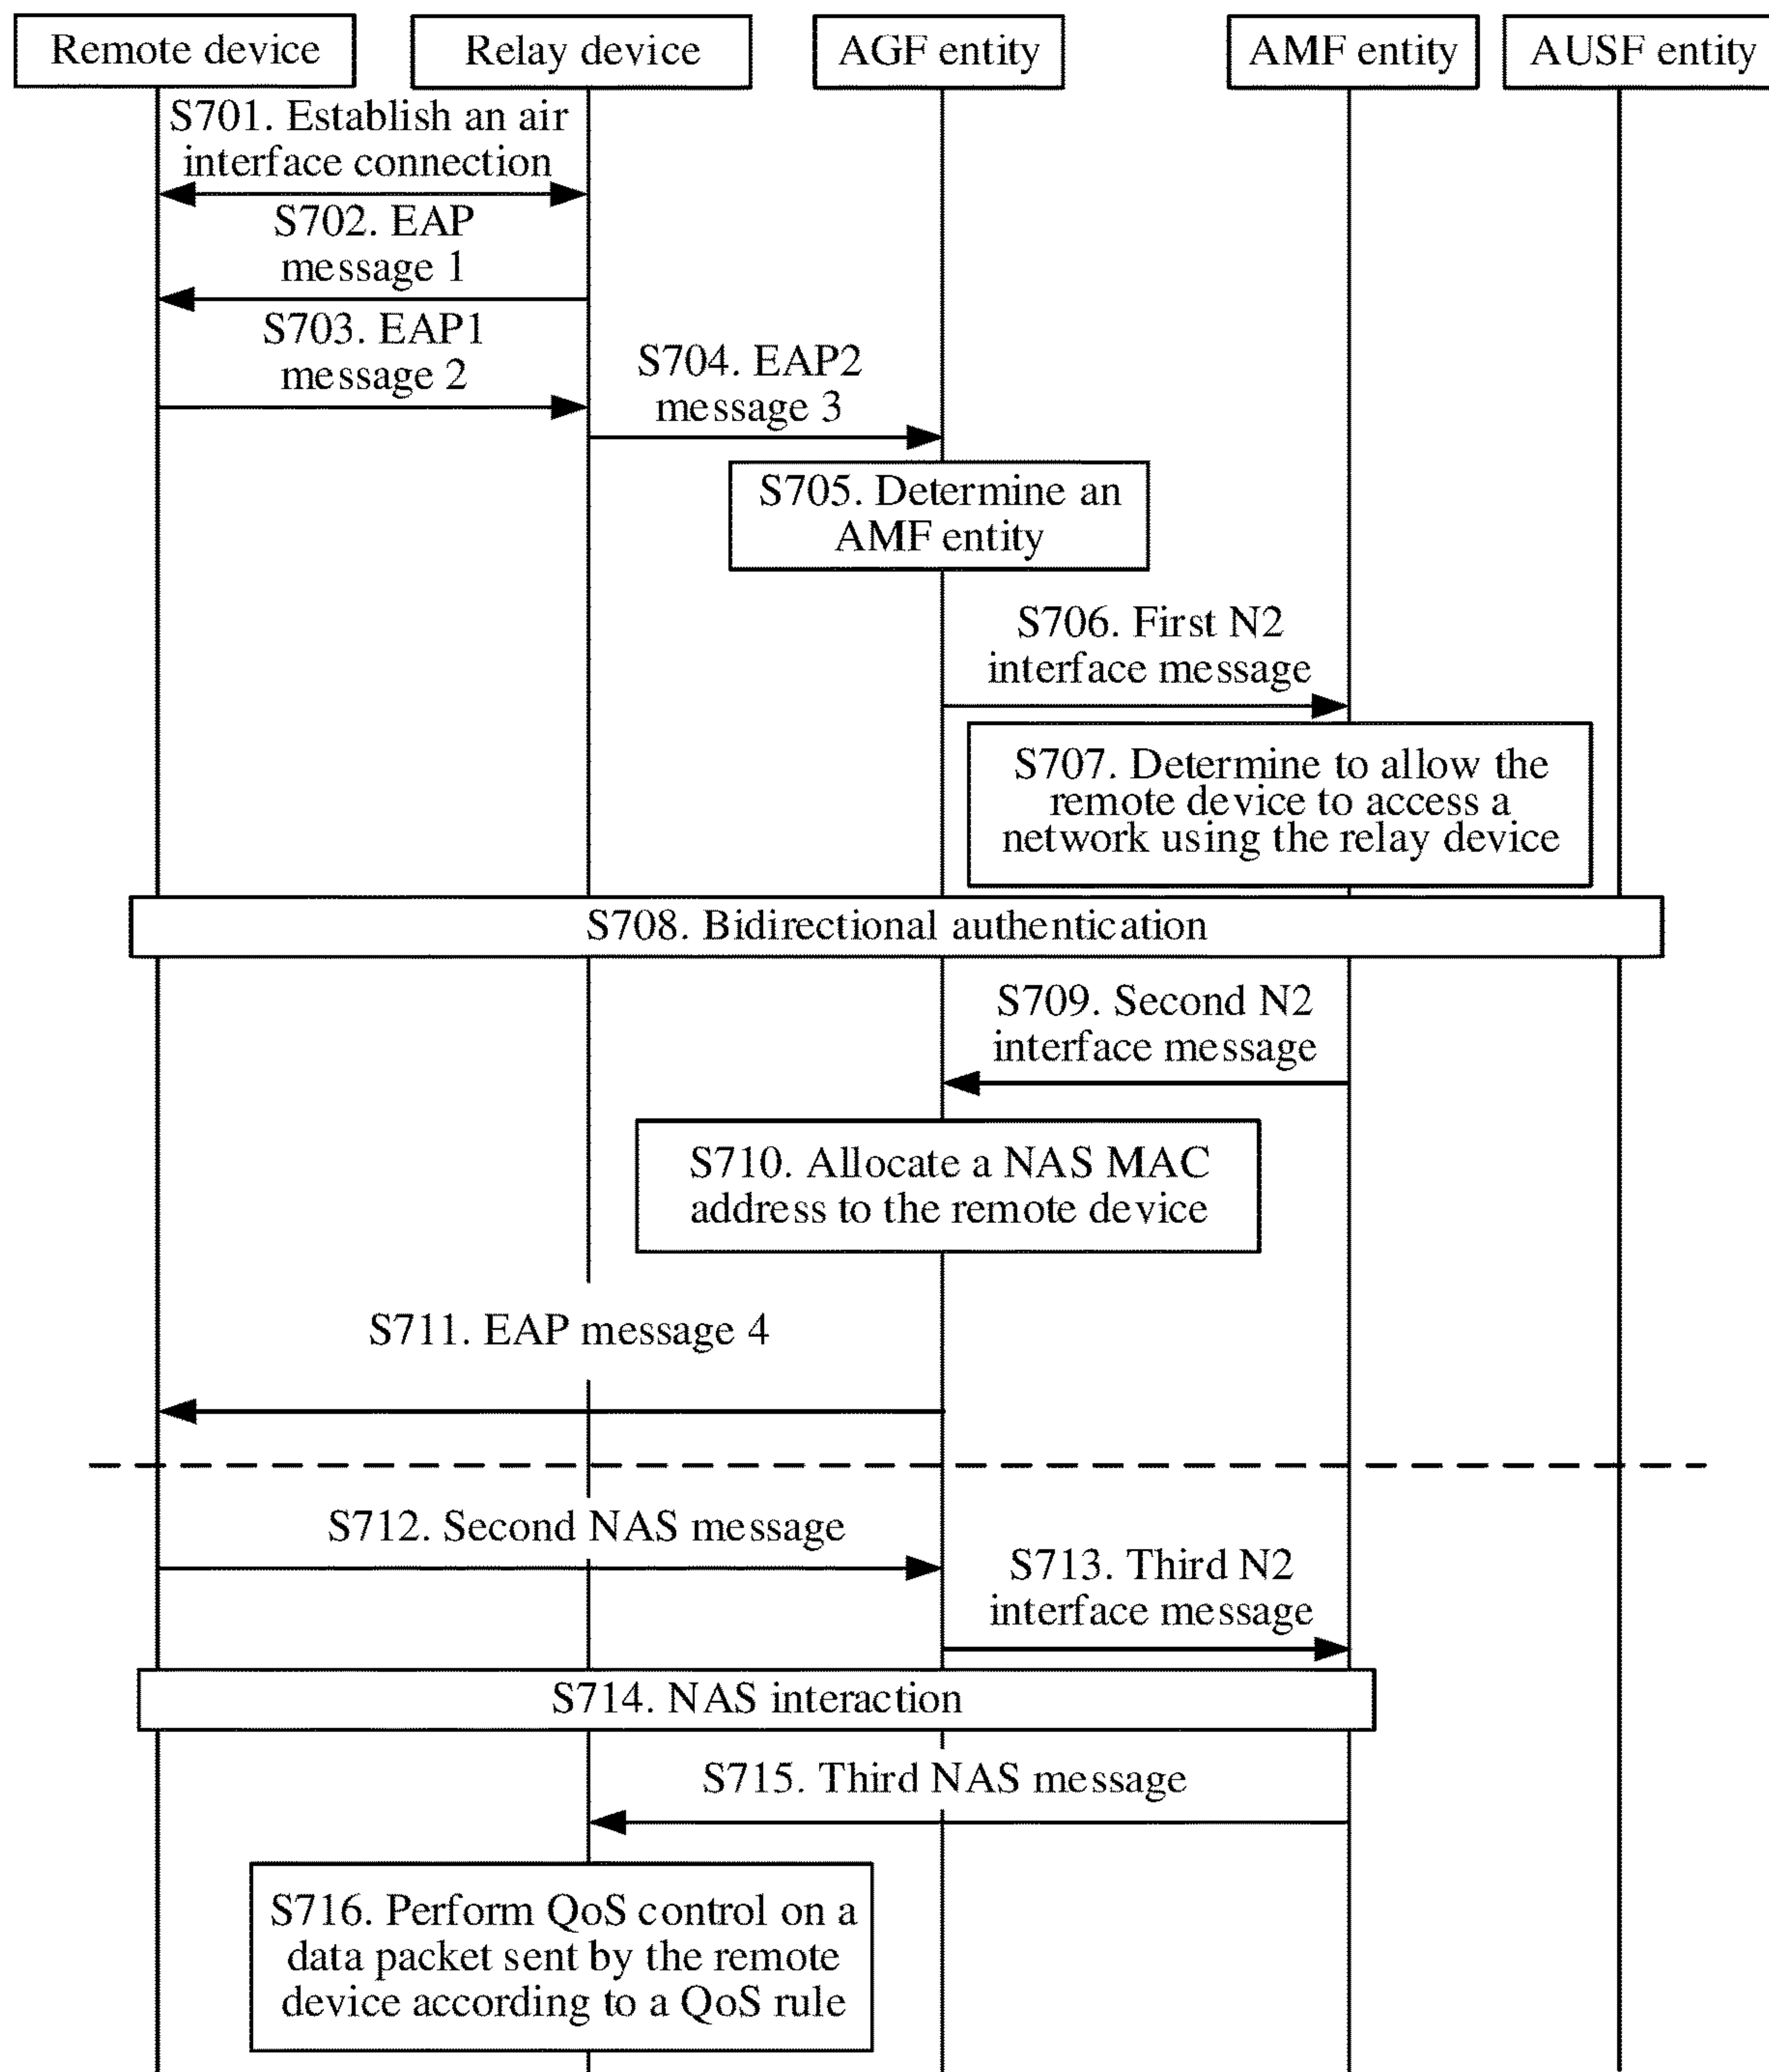 Remote device
Relay device
AGF entity
AMF entity
AUSF entity
S701. Establish an air
interface connection
S702. EAP
message 1
S703. EAP1
message 2
S704. EAP2
message 3
S705. Determine an
AMF entity
S706. First N2
interface message
S707. Determine to allow the
remote device to access a
network using the relay device
S708. Bidirectional authentication
S709. Second N2
interface message
S710. Allocate a NAS MAC
address to the remote device
S711. EAP message 4
S712. Second NAS message
S713. Third N2
interface message
S714. NAS interaction
S715. Third NAS message
S716. Perform QoS control on a
data packet sent by the remote
device according to a QoS rule